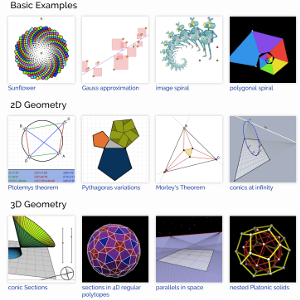 Basic Examples
Sunflower
Gauss approximation
image spiral
polygonal spiral
2D Geometry
Ptolemys theorem
Pythagoras variations
Morley's Theorem
conics at infinity
3D Geometry
conic Sections
sections in 4D regular
polytopes
parallels in space
nested Platonic solids